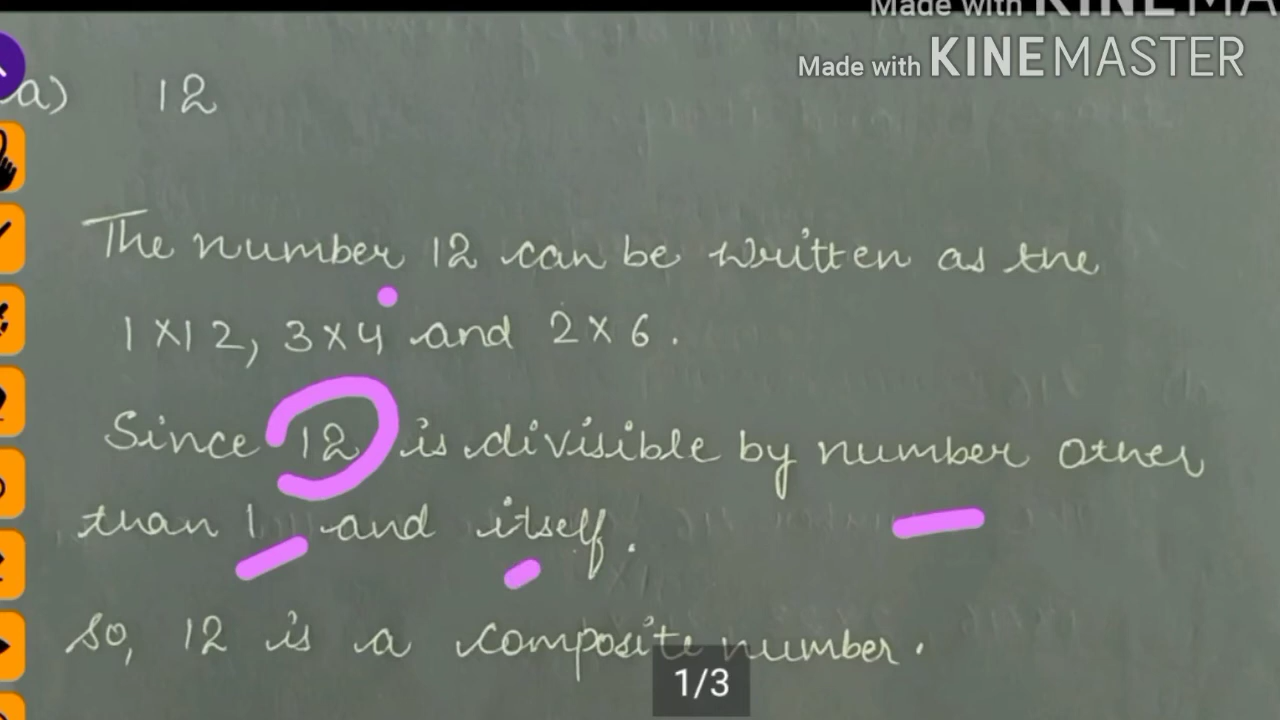 Made with KINEMA
Made with KINEMASTER
a) 12
The number 12 can be written as the
1×12, 3×4 and 2×6.
Since 12 is divisible by number other
than 1 and itself.
So, 12 is a composite number.
1/3